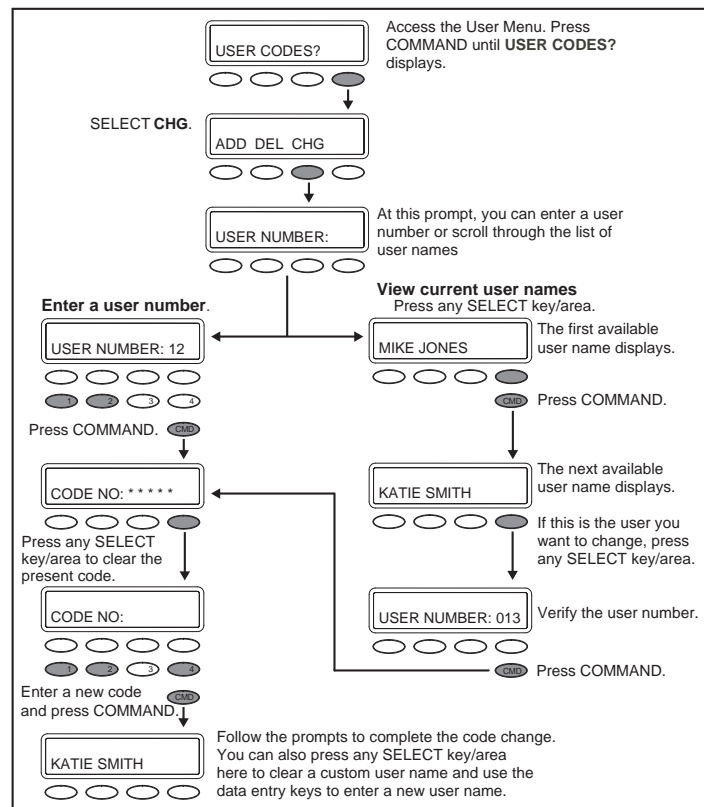 USER CODES?
Access the User Menu. Press
COMMAND until USER CODES?
displays.
SELECT CHG.
ADD DEL CHG
USER NUMBER:
At this prompt, you can enter a user
number or scroll through the list of
user names
Enter a user number.
USER NUMBER: 12
1 2 3 4
Press COMMAND. CMD
CODE NO: * * * * *
Press any SELECT
key/area to clear the
present code.
CODE NO:
1 2 3 4
Enter a new code
and press COMMAND.
CMD
KATIE SMITH
View current user names
Press any SELECT key/area.
MIKE JONES
The first available
user name displays.
CMD Press COMMAND.
KATIE SMITH
The next available
user name displays.
If this is the user you
want to change, press
any SELECT key/area.
USER NUMBER: 013
Verify the user number.
CMD Press COMMAND.
Follow the prompts to complete the code change.
You can also press any SELECT key/area
here to clear a custom user name and use the
data entry keys to enter a new user name.